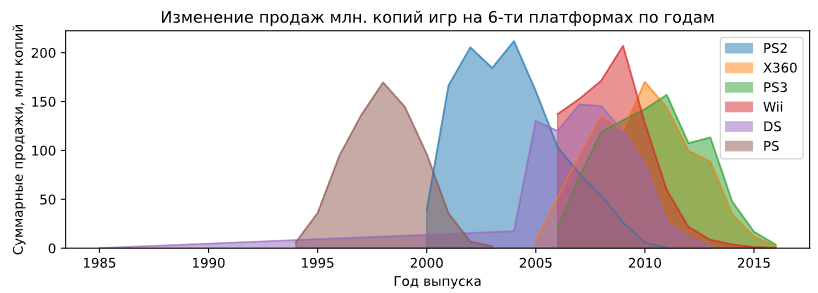 Изменение продаж млн. копий игр на 6-ти платформах по годам
Суммарные продажи, млн копий
200
150
100
50
0
PS2
X360
PS3
Wii
DS
PS
1985 1990 1995 2000 2005 2010 2015
Год выпуска